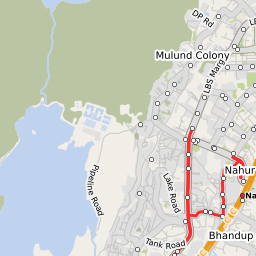 DP Rd
Mulund Colony
LBS Marg
Pipeline Road
Lake Road
Nahur
Na
Tank Road
Bhandup